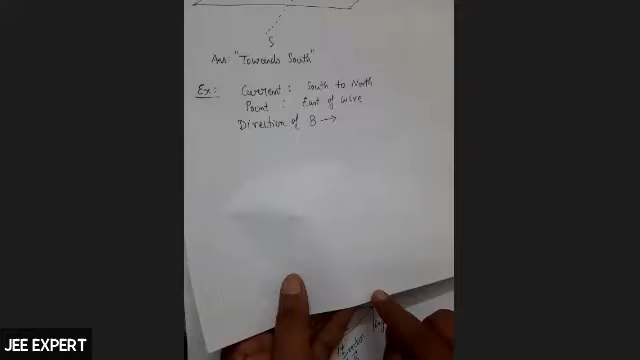 S
Ans: "Towards South"
Ex: Current: South to North
Point: East of wire
Direction of B →
JEE EXPERT